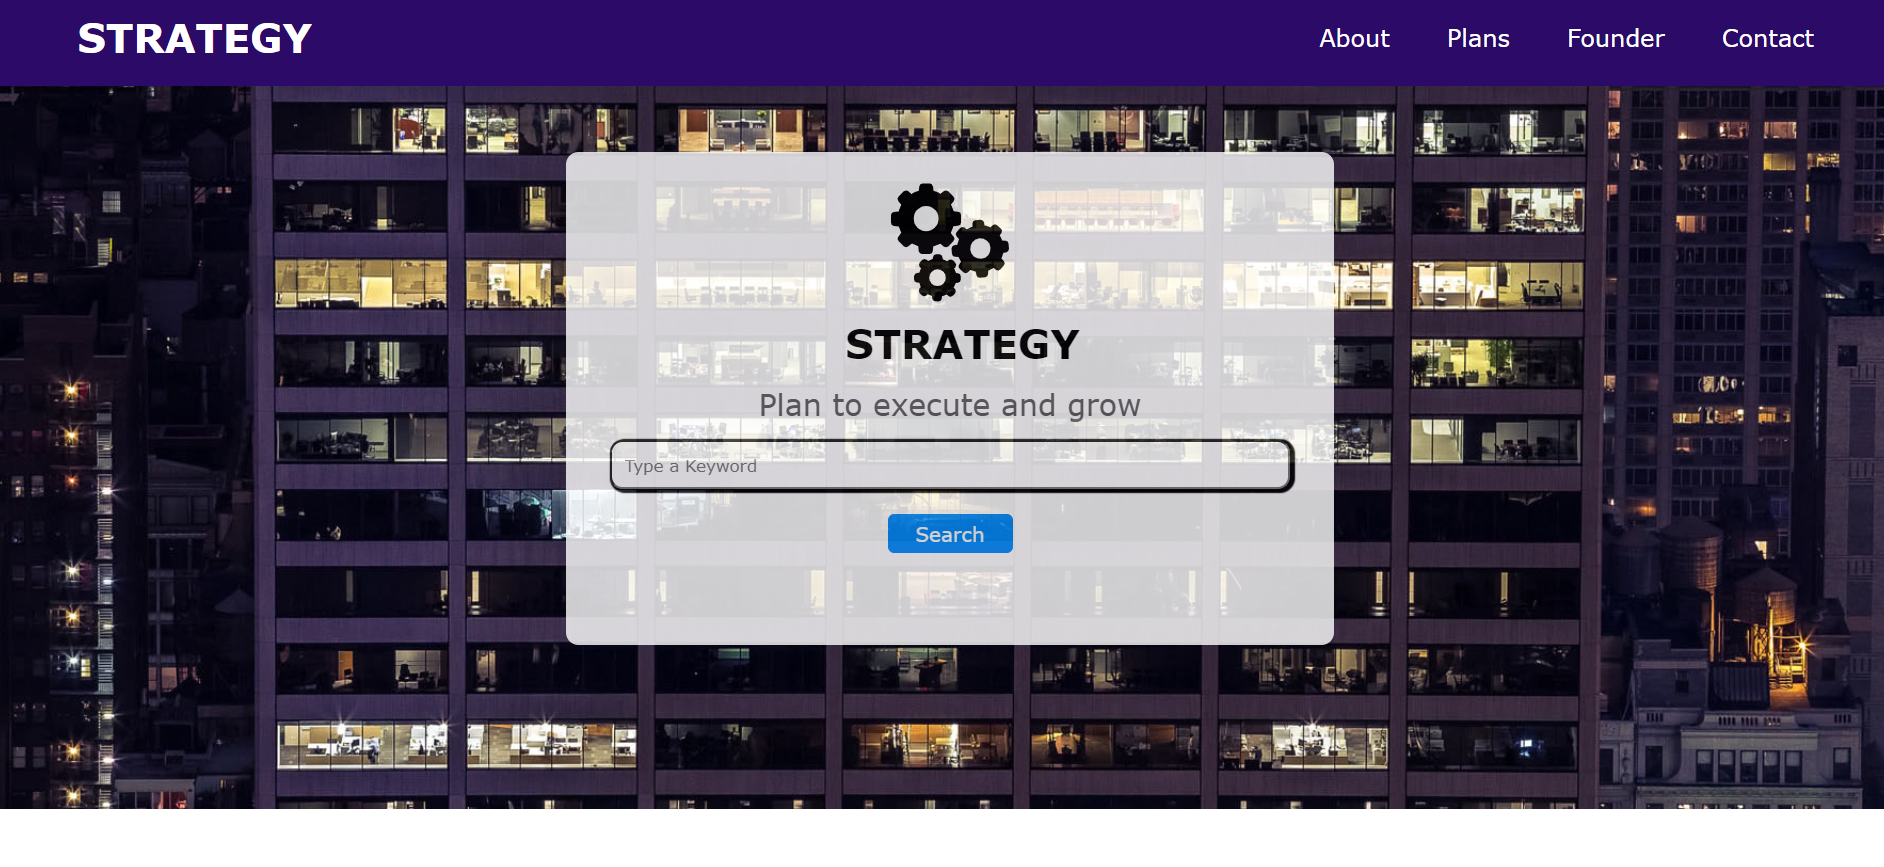 STRATEGY
About Plans Founder Contact
STRATEGY
Plan to execute and grow
Type a Keyword
Search